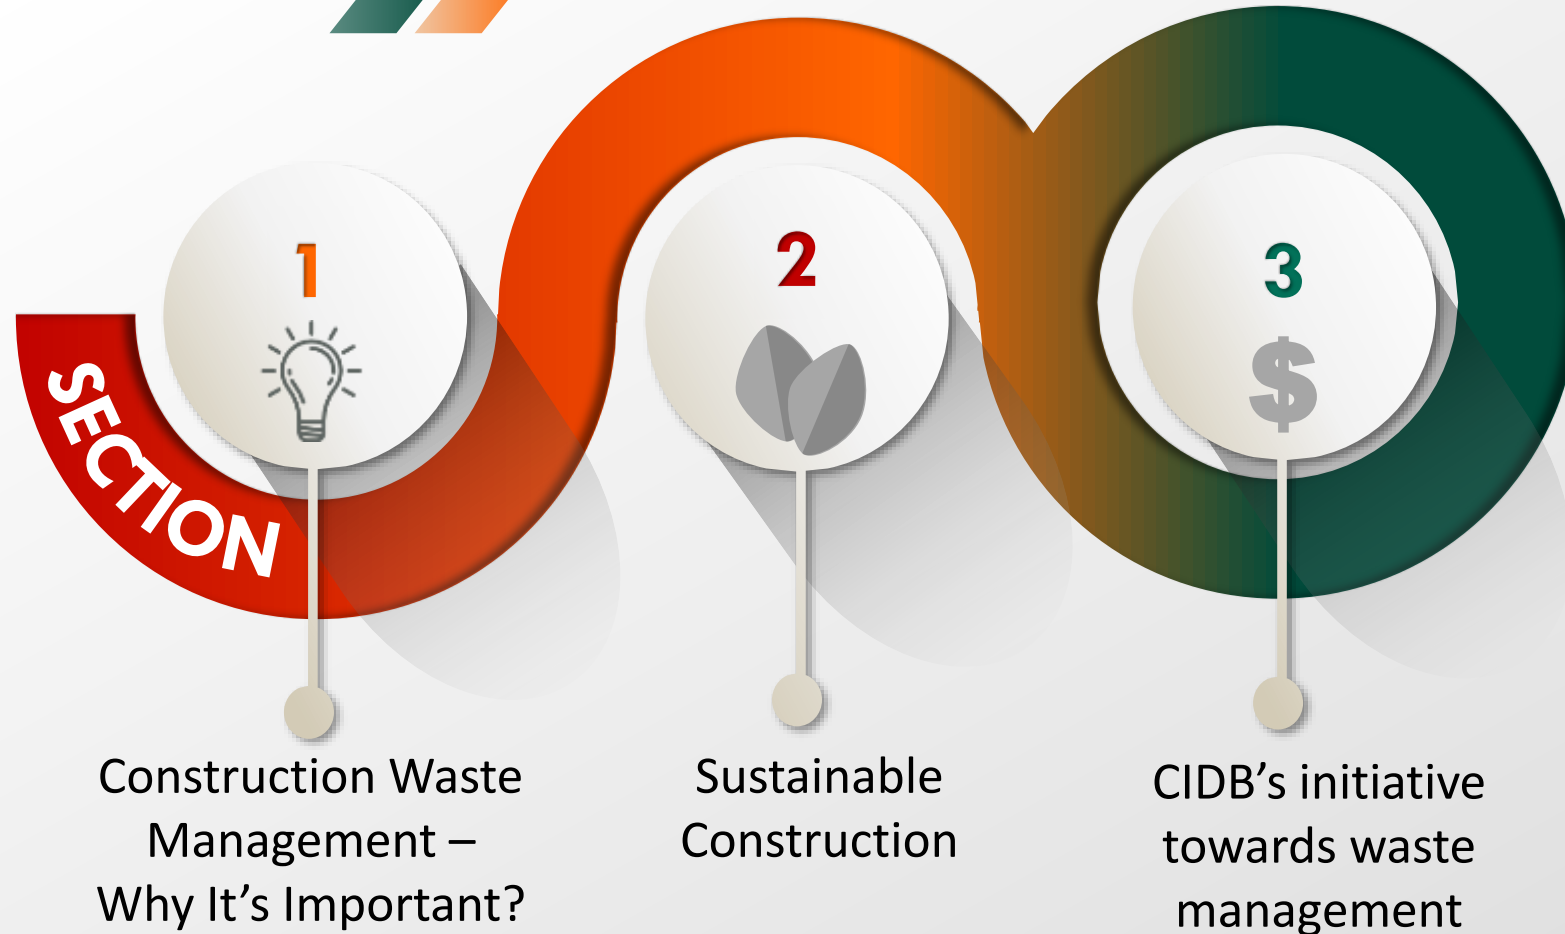 SECTION
1
2
3
$
Construction Waste
Management –
Why It’s Important?
Sustainable
Construction
CIDB’s initiative
towards waste
management